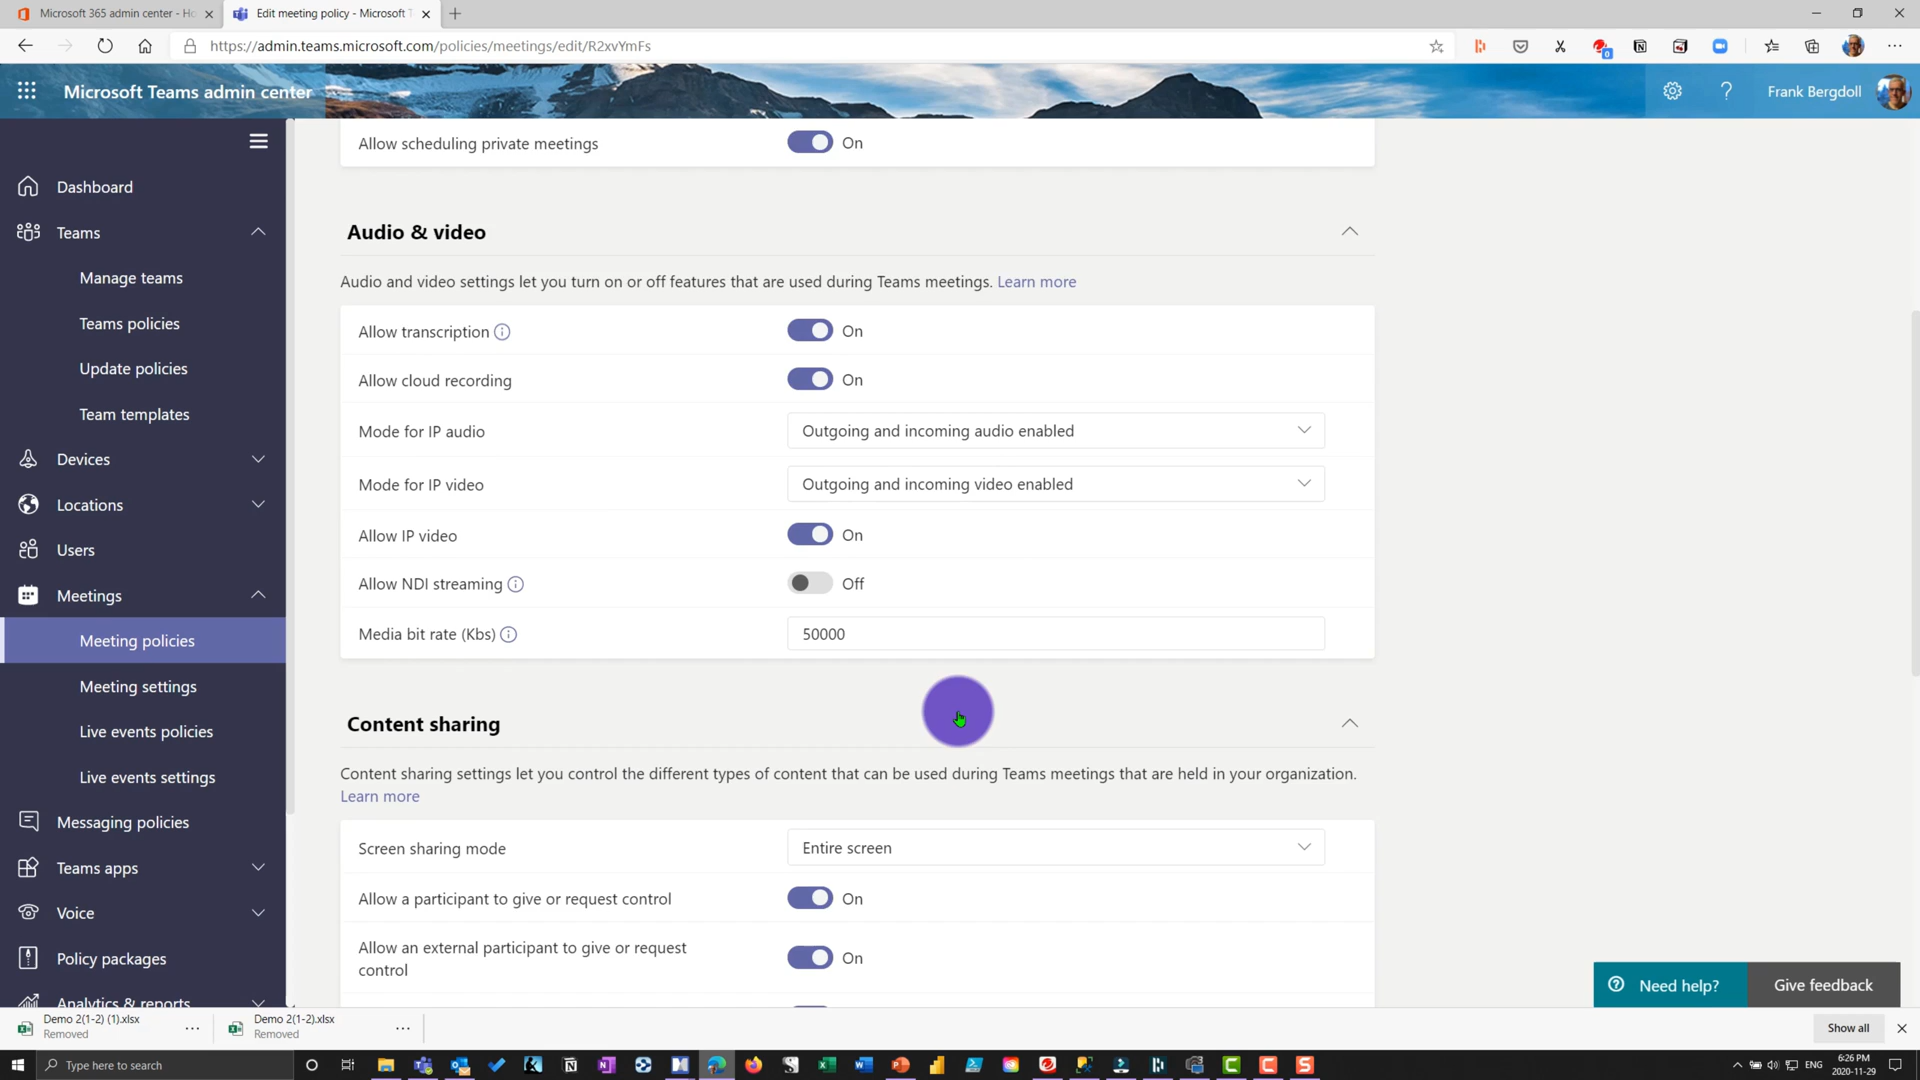 Microsoft 365 admin center - Ho
Edit meeting policy - Microsoft T
https://admin.teams.microsoft.com/policies/meetings/edit/R2xvYmFs
Microsoft Teams admin center
Frank Bergdoll
Dashboard
Teams
Manage teams
Teams policies
Update policies
Team templates
Devices
Locations
Users
Meetings
Meeting policies
Meeting settings
Live events policies
Live events settings
Messaging policies
Teams apps
Voice
Policy packages
Analytics & reports
Allow scheduling private meetings On
Audio & video
Audio and video settings let you turn on or off features that are used during Teams meetings. Learn more
Allow transcription On
Allow cloud recording On
Mode for IP audio Outgoing and incoming audio enabled
Mode for IP video Outgoing and incoming video enabled
Allow IP video On
Allow NDI streaming Off
Media bit rate (Kbs) 50000
Content sharing
Content sharing settings let you control the different types of content that can be used during Teams meetings that are held in your organization.
Learn more
Screen sharing mode Entire screen
Allow a participant to give or request control On
Allow an external participant to give or request
control On
Need help?
Give feedback
Demo 2(1-2) (1).xlsx
Removed
Demo 2(1-2).xlsx
Removed
Show all
Type here to search
ENG
6:26 PM
2020-11-29